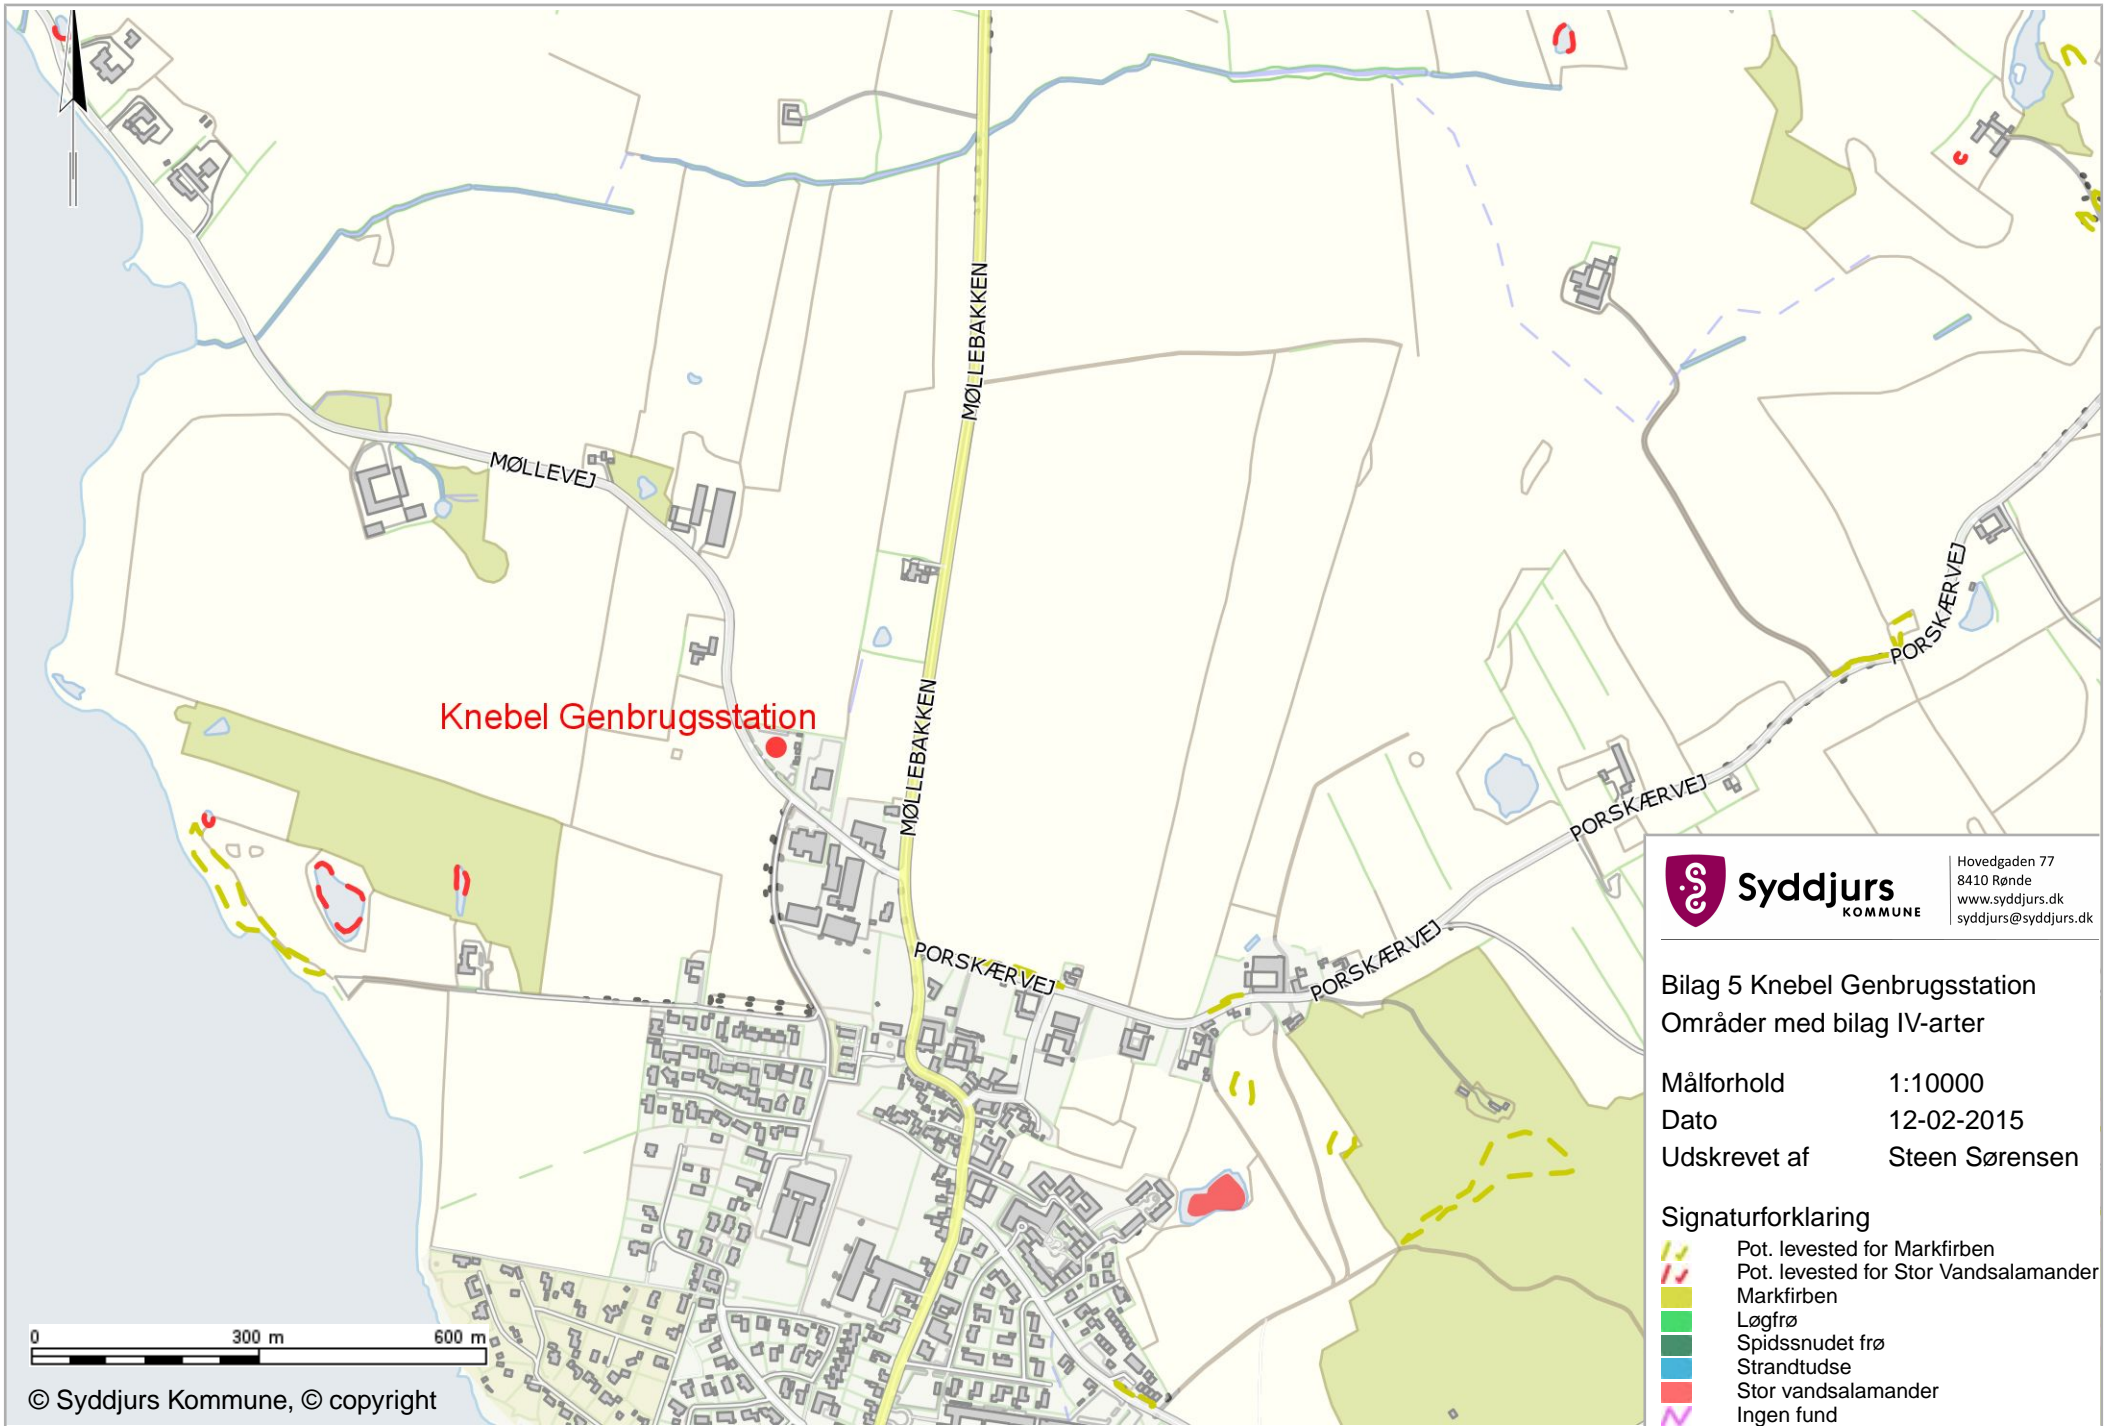 MØLLEBAKKEN
MØLLEVEJ
MØLLEBAKKEN
PORSKÆRVEJ
Knebel Genbrugsstation
PORSKÆRVEJ
PORSKÆRVEJ
PORSKÆRVEJ
Syddjurs
KOMMUNE
Hovedgaden 77
8410 Rønde
www.syddjurs.dk
syddjurs@syddjurs.dk
Bilag 5 Knebel Genbrugsstation
Områder med bilag IV-arter
Målforhold 1:10000
Dato 12-02-2015
Udskrevet af Steen Sørensen
Signaturforklaring
Pot. levested for Markfirben
Pot. levested for Stor Vandsalamander
Markfirben
Løgfrø
Spidssnudet frø
Strandtudse
Stor vandsalamander
Ingen fund
0 300 m 600 m
© Syddjurs Kommune, © copyright